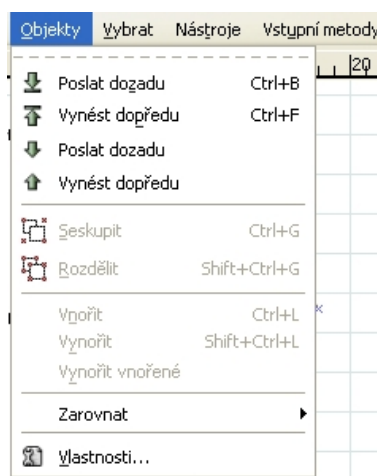 Objekty Vybrat Nástroje Vstupní metody
20
Poslat dozadu Ctrl+B
Vynést dopředu Ctrl+F
Poslat dozadu
Vynést dopředu
Seskupit Ctrl+G
Rozdělit Shift+Ctrl+G
Vnořit Ctrl+L
Vynořit Shift+Ctrl+L
Vynořit vnořené
Zarovnat
Vlastnosti...